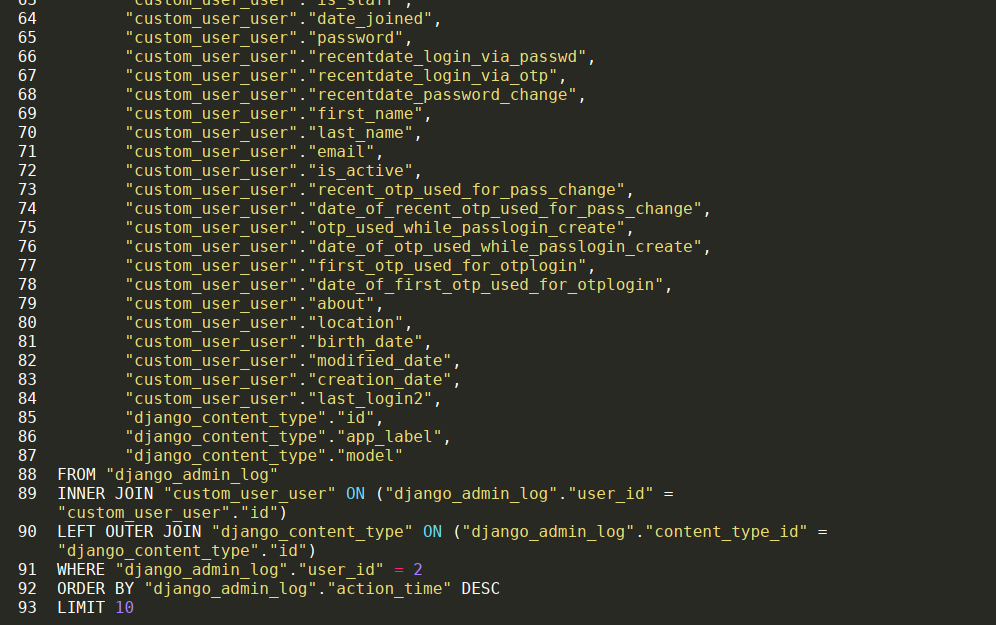 63 "custom_user_user"."is_staff",
64 "custom_user_user"."date_joined",
65 "custom_user_user"."password",
66 "custom_user_user"."recentdate_login_via_passwd",
67 "custom_user_user"."recentdate_login_via_otp",
68 "custom_user_user"."recentdate_password_change",
69 "custom_user_user"."first_name",
70 "custom_user_user"."last_name",
71 "custom_user_user"."email",
72 "custom_user_user"."is_active",
73 "custom_user_user"."recent_otp_used_for_pass_change",
74 "custom_user_user"."date_of_recent_otp_used_for_pass_change",
75 "custom_user_user"."otp_used_while_passlogin_create",
76 "custom_user_user"."date_of_otp_used_while_passlogin_create",
77 "custom_user_user"."first_otp_used_for_otplogin",
78 "custom_user_user"."date_of_first_otp_used_for_otplogin",
79 "custom_user_user"."about",
80 "custom_user_user"."location",
81 "custom_user_user"."birth_date",
82 "custom_user_user"."modified_date",
83 "custom_user_user"."creation_date",
84 "custom_user_user"."last_login2",
85 "django_content_type"."id",
86 "django_content_type"."app_label",
87 "django_content_type"."model"
88 FROM "django_admin_log"
89 INNER JOIN "custom_user_user" ON ("django_admin_log"."user_id" =
"custom_user_user"."id")
90 LEFT OUTER JOIN "django_content_type" ON ("django_admin_log"."content_type_id" =
"django_content_type"."id")
91 WHERE "django_admin_log"."user_id" = 2
92 ORDER BY "django_admin_log"."action_time" DESC
93 LIMIT 10